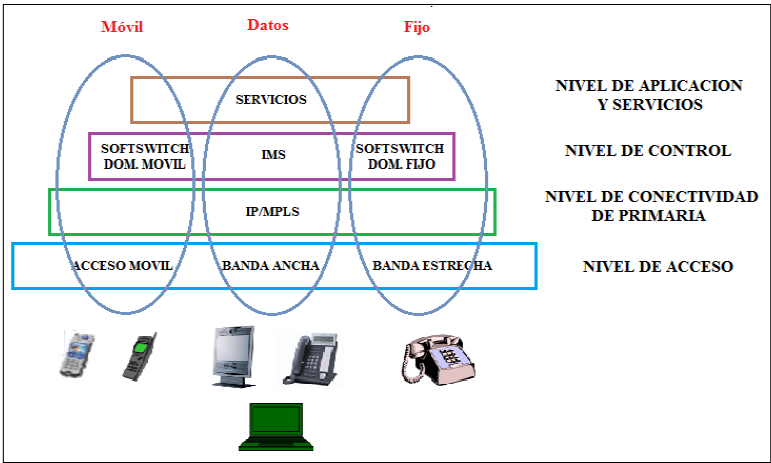 Móvil
Datos
Fijo
SERVICIOS
NIVEL DE APLICACION
Y SERVICIOS
SOFTSWITCH
DOM. MOVIL
IMS
SOFTSWITCH
DOM. FIJO
NIVEL DE CONTROL
IP/MPLS
NIVEL DE CONECTIVIDAD
DE PRIMARIA
ACCESO MOVIL
BANDA ANCHA
BANDA ESTRECHA
NIVEL DE ACCESO